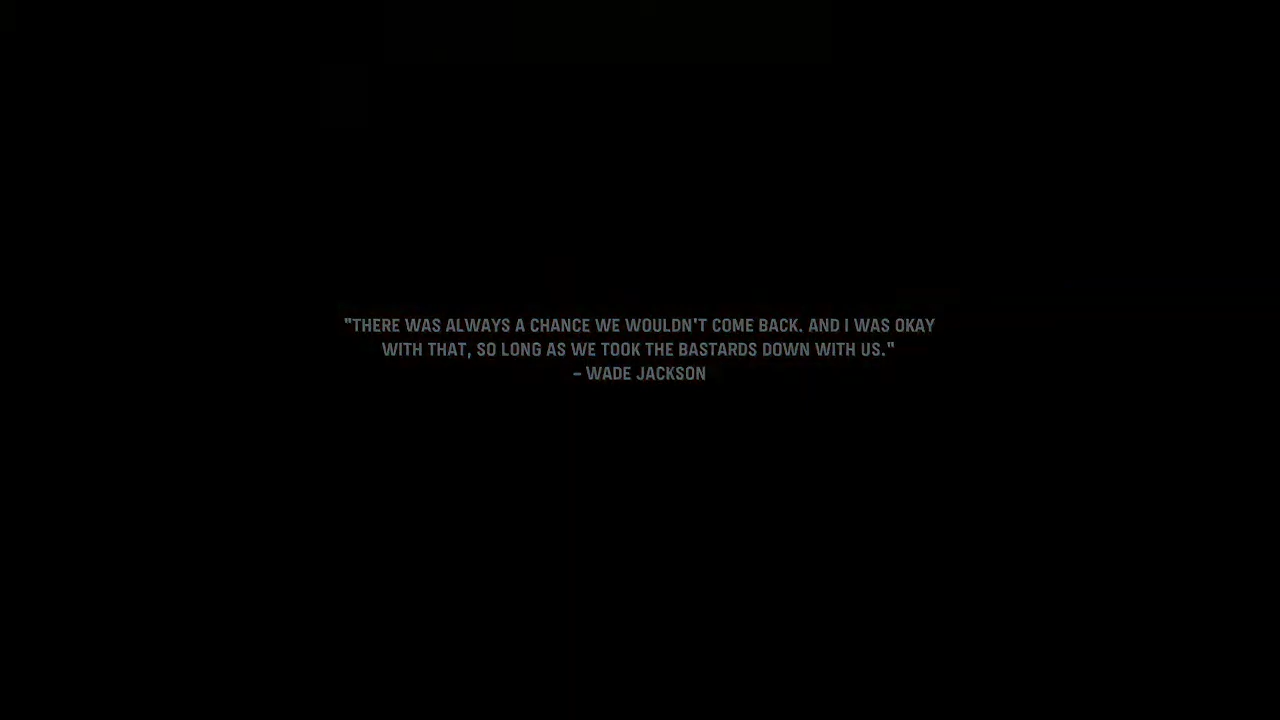 "THERE WAS ALWAYS A CHANCE WE WOULDN'T COME BACK. AND I WAS OKAY
WITH THAT, SO LONG AS WE TOOK THE BASTARDS DOWN WITH US."
– WADE JACKSON